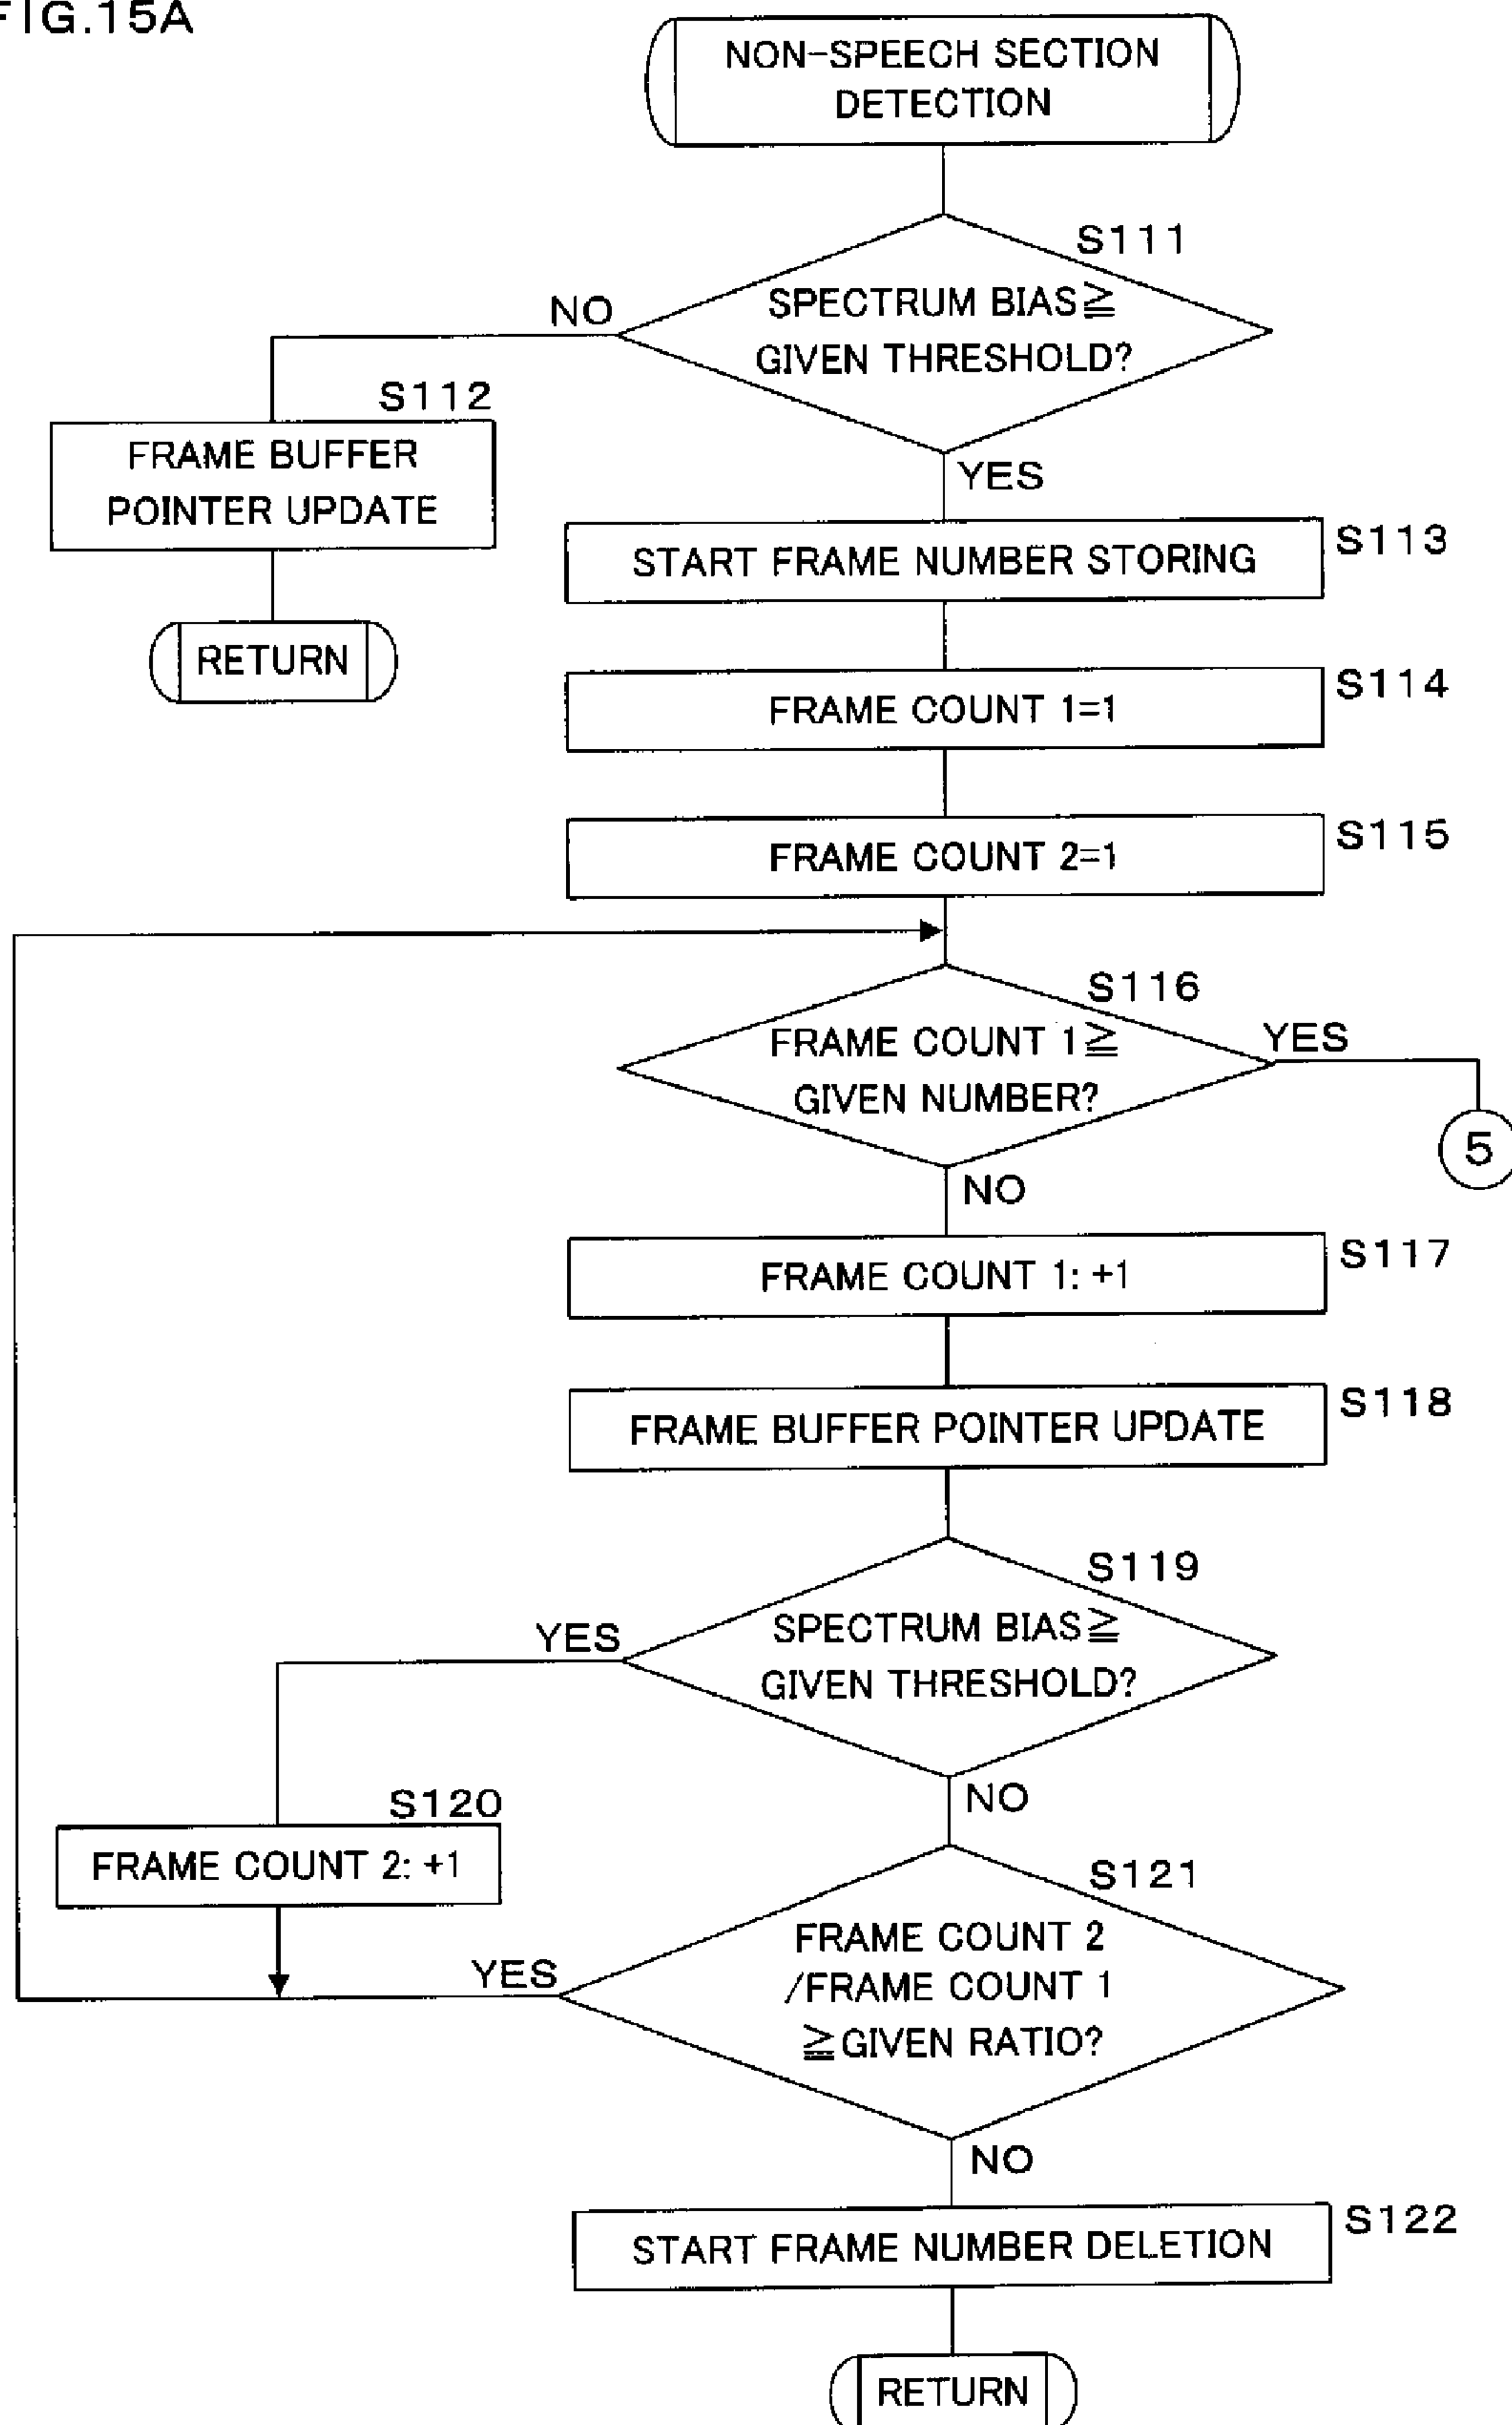 FIG.15A
NON-SPEECH SECTION
DETECTION
S111
SPECTRUM BIAS≧
GIVEN THRESHOLD?
NO
S112
FRAME BUFFER
POINTER UPDATE
RETURN
YES
START FRAME NUMBER STORING
S113
FRAME COUNT 1=1
S114
FRAME COUNT 2=1
S115
S116
FRAME COUNT 1≧
GIVEN NUMBER?
YES
5
NO
FRAME COUNT 1: +1
S117
FRAME BUFFER POINTER UPDATE
S118
S119
SPECTRUM BIAS≧
GIVEN THRESHOLD?
YES
NO
S120
FRAME COUNT 2: +1
S121
FRAME COUNT 2
/FRAME COUNT 1
≧GIVEN RATIO?
YES
NO
START FRAME NUMBER DELETION
S122
RETURN